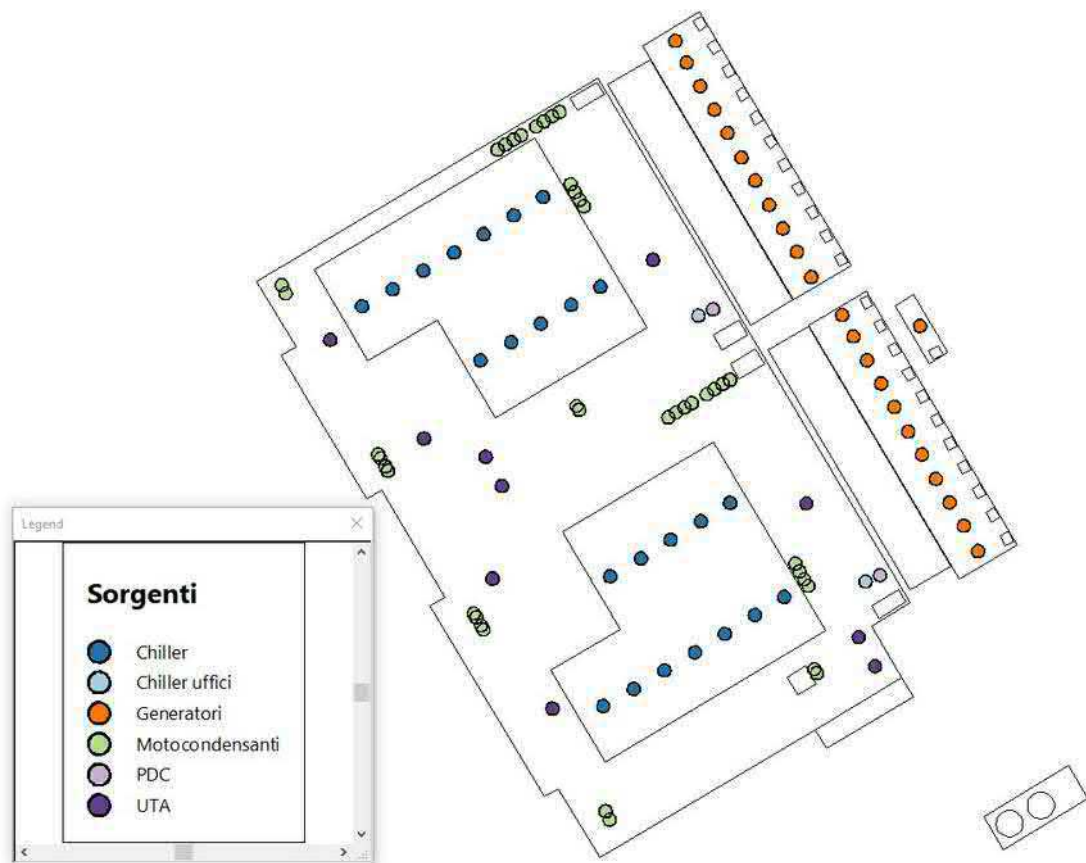 Legend
Sorgenti
Chiller
Chiller uffici
Generatori
Motocondensanti
PDC
UTA